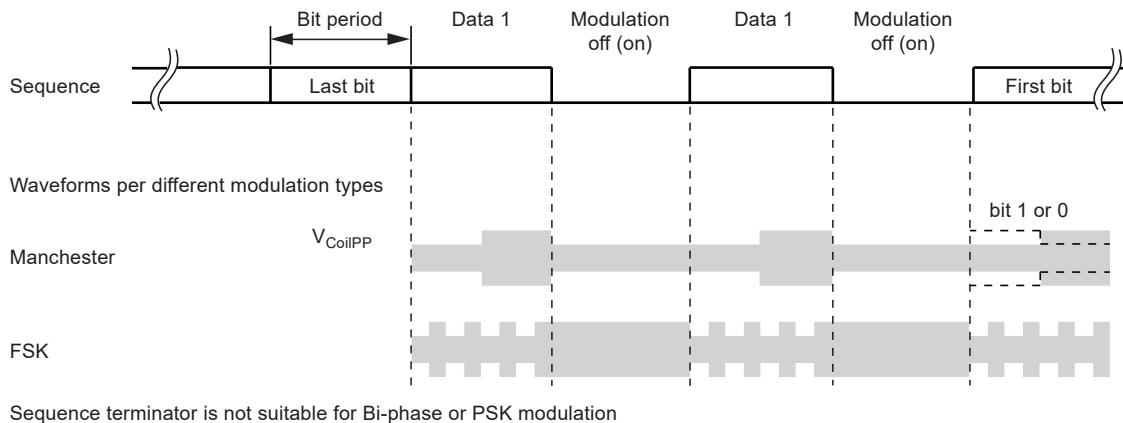 Bit period
Data 1
Modulation
off (on)
Data 1
Modulation
off (on)
Sequence
Last bit
First bit
Waveforms per different modulation types
bit 1 or 0
VCoilPP
Manchester
FSK
Sequence terminator is not suitable for Bi-phase or PSK modulation